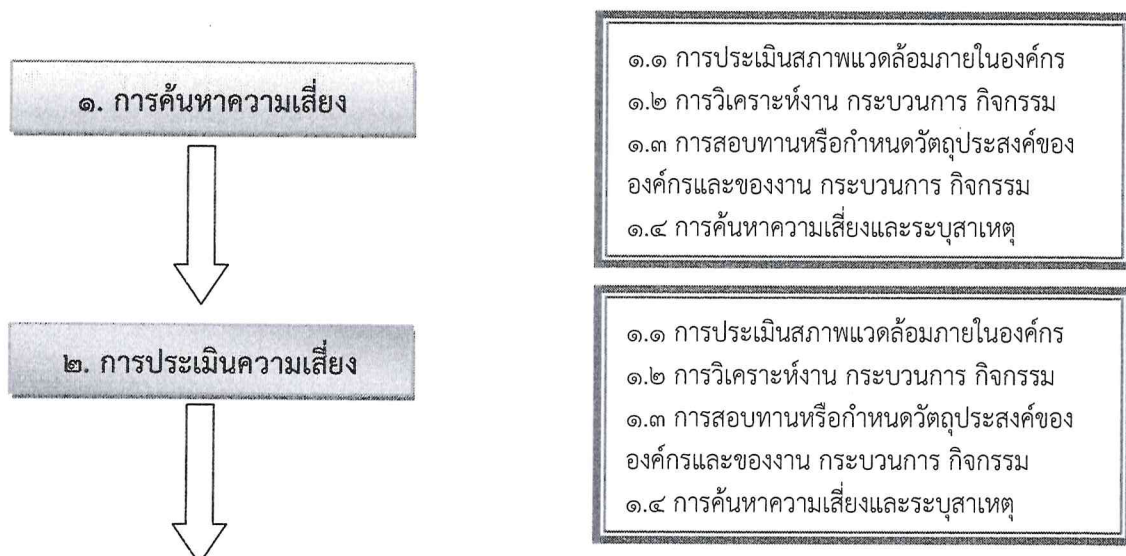 ๑. การค้นหาความเสี่ยง
๑.๑ การประเมินสภาพแวดล้อมภายในองค์กร
๑.๒ การวิเคราะห์งาน กระบวนการ กิจกรรม
๑.๓ การสอบทานหรือกำหนดวัตถุประสงค์ของ
องค์กรและของงาน กระบวนการ กิจกรรม
๑.๔ การค้นหาความเสี่ยงและระบุสาเหตุ
๒. การประเมินความเสี่ยง
๑.๑ การประเมินสภาพแวดล้อมภายในองค์กร
๑.๒ การวิเคราะห์งาน กระบวนการ กิจกรรม
๑.๓ การสอบทานหรือกำหนดวัตถุประสงค์ของ
องค์กรและของงาน กระบวนการ กิจกรรม
๑.๔ การค้นหาความเสี่ยงและระบุสาเหตุ